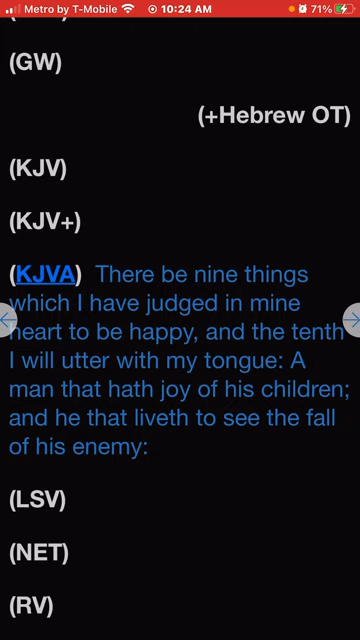 Metro by T-Mobile 10:24 AM 71%
(GW)
(+Hebrew OT)
(KJV)
(KJV+)
(KJVA) There be nine things
which I have judged in mine
heart to be happy, and the tenth
I will utter with my tongue: A
man that hath joy of his children;
and he that liveth to see the fall
of his enemy:
(LSV)
(NET)
(RV)